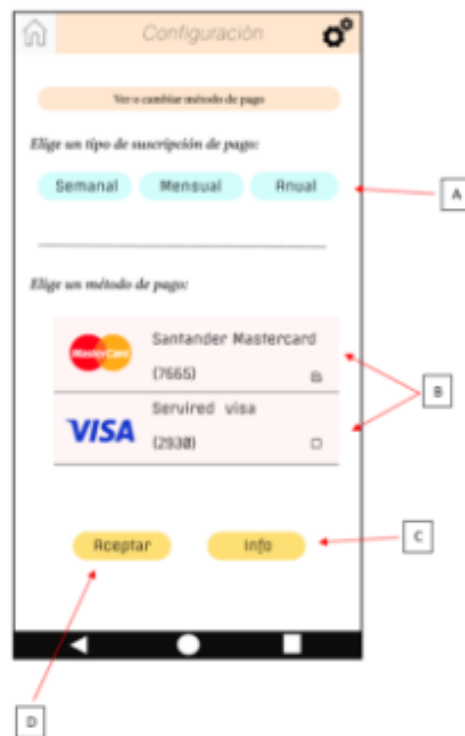 Configuración
Ver o cambiar método de pago
Elige un tipo de suscripción de pago:
Semanal Mensual Anual
A
Elige un método de pago:
MasterCard
Santander Mastercard
(7665)
B
VISA
Servired visa
(2930)
Aceptar Info
C
D